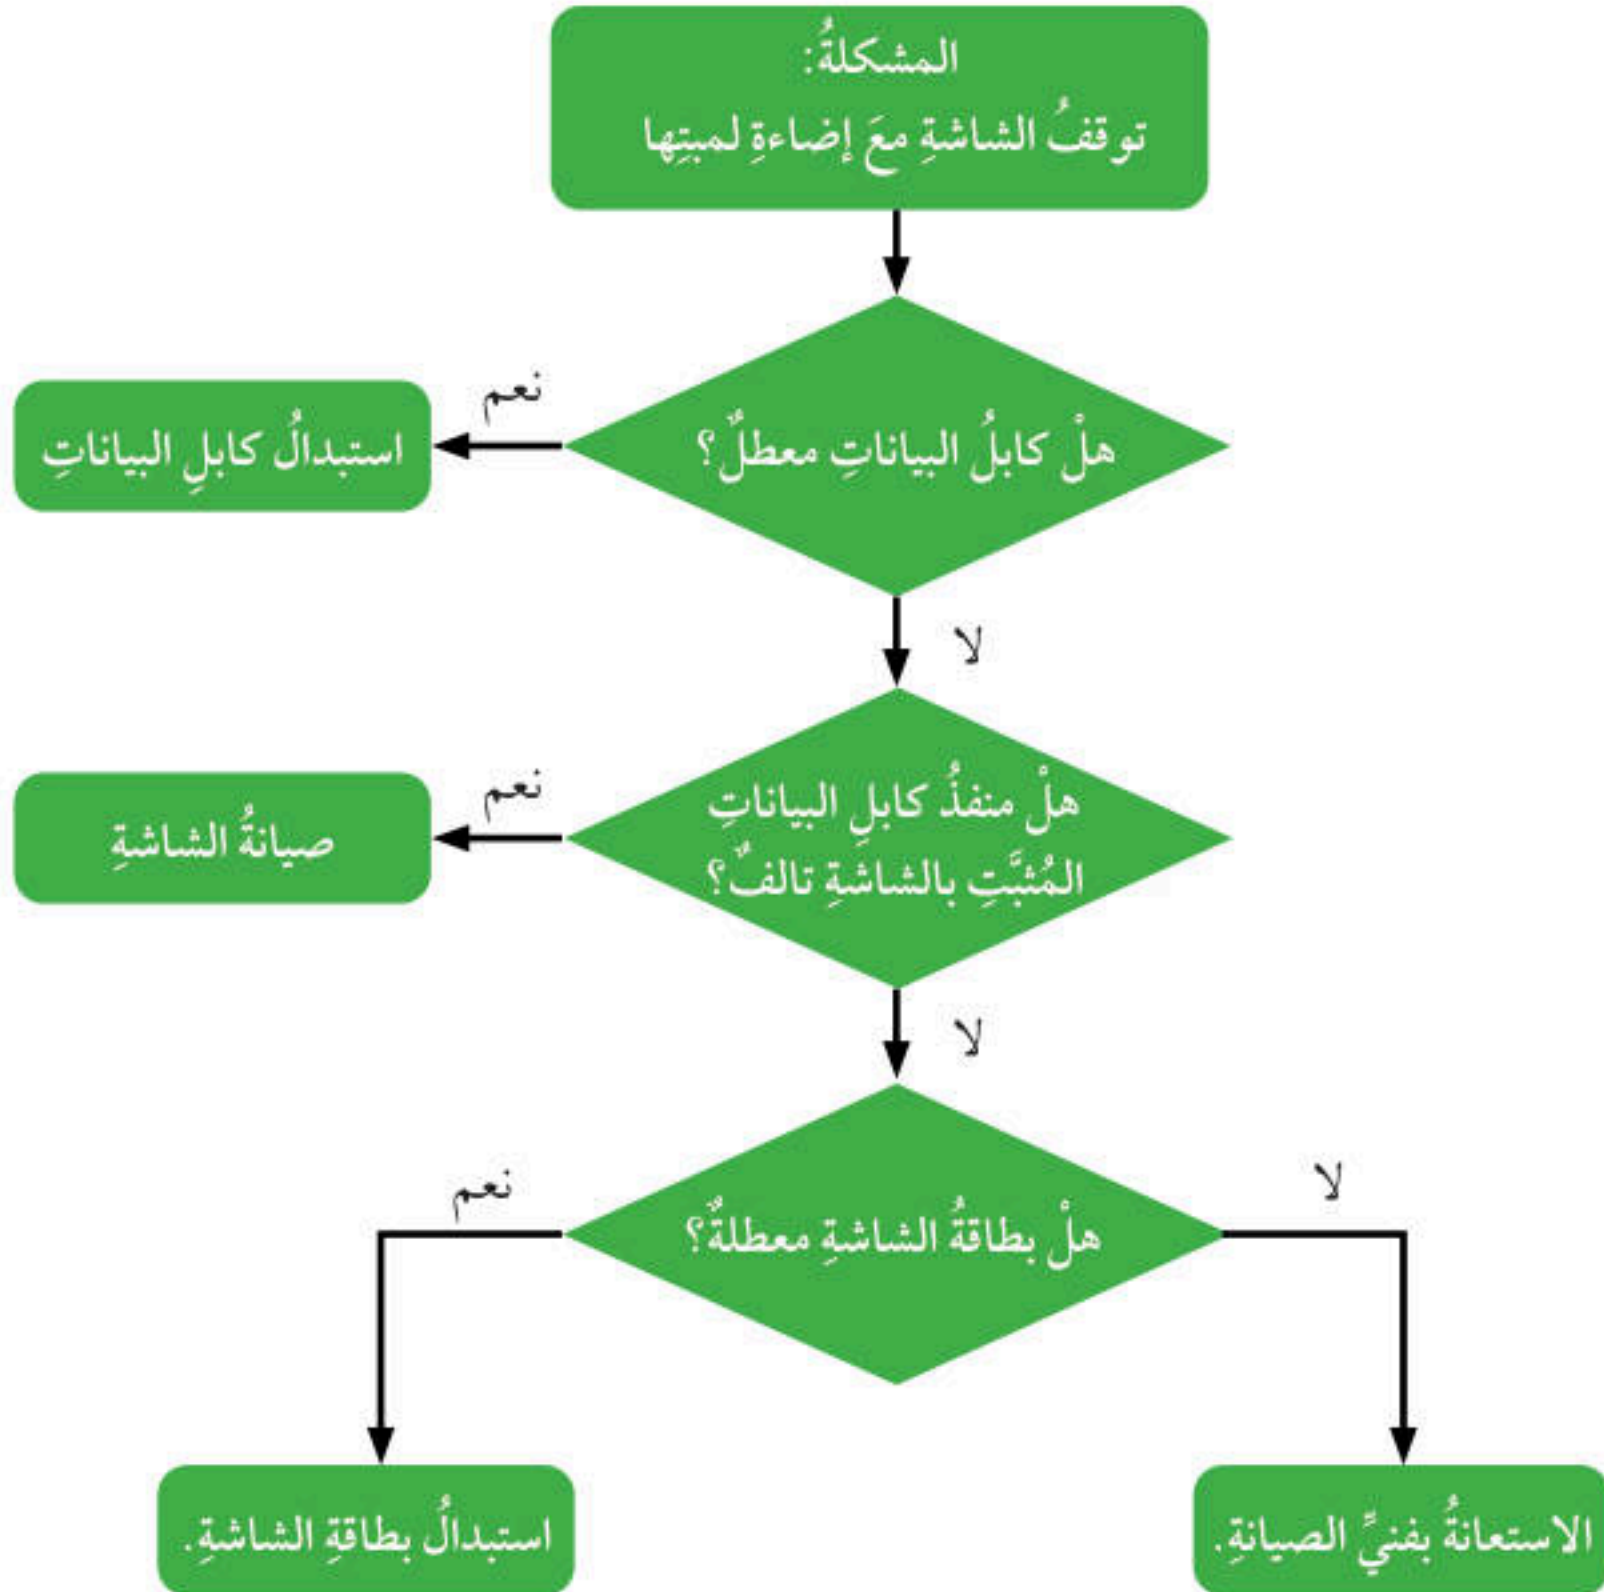 المشكلةُ:
توقفُ الشاشةِ معَ إضاءةِ لمبتِها
هلْ كابلُ البياناتِ معطلٌ؟
نعم
استبدالُ كابلِ البياناتِ
لا
هلْ منفذُ كابلِ البياناتِ
المُثبَّتِ بالشاشةِ تالفٌ؟
نعم
صيانةُ الشاشةِ
لا
هلْ بطاقةُ الشاشةِ معطلةٌ؟
لا
نعم
الاستعانةُ بفنيِّ الصيانةِ.
استبدالُ بطاقةِ الشاشةِ.